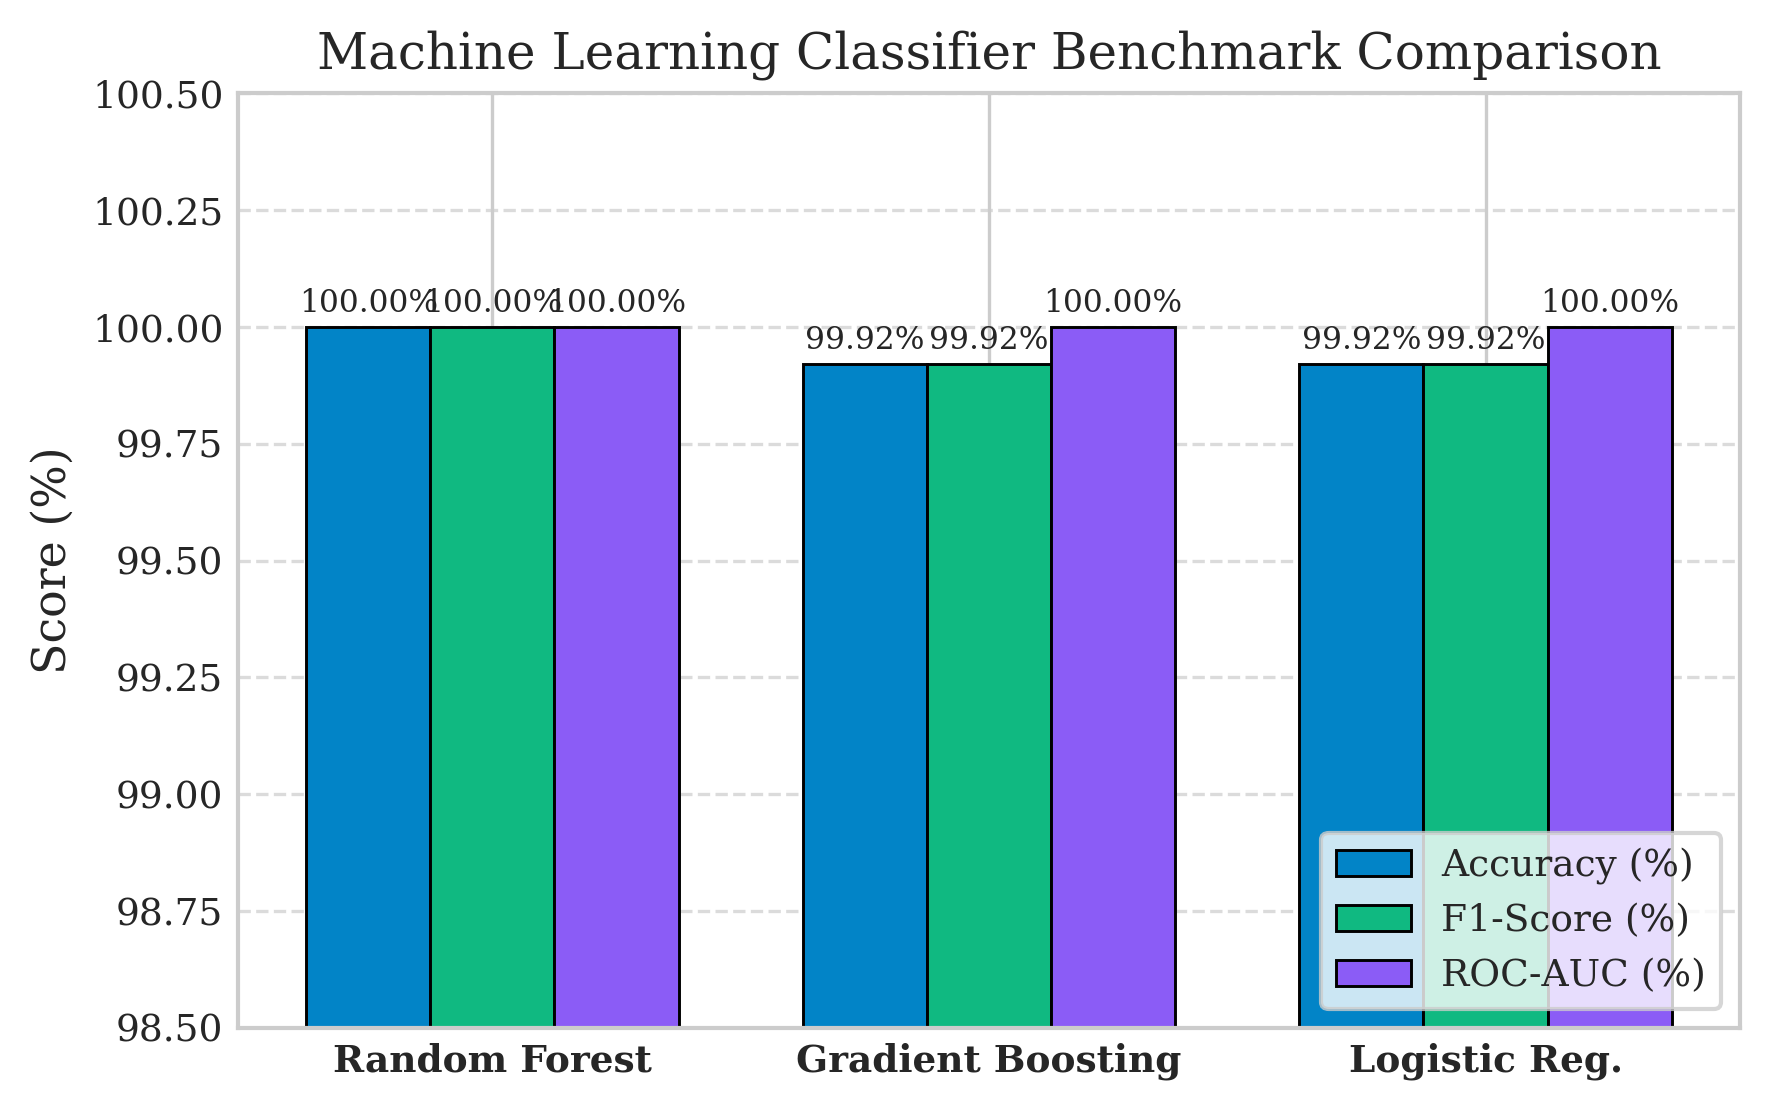 Machine Learning Classifier Benchmark Comparison
100.50
100.25
100.00
99.75
99.50
99.25
99.00
98.75
98.50
Score (%)
100.00% 100.00% 100.00%
99.92% 99.92% 100.00%
99.92% 99.92% 100.00%
Accuracy (%)
F1-Score (%)
ROC-AUC (%)
Random Forest Gradient Boosting Logistic Reg.